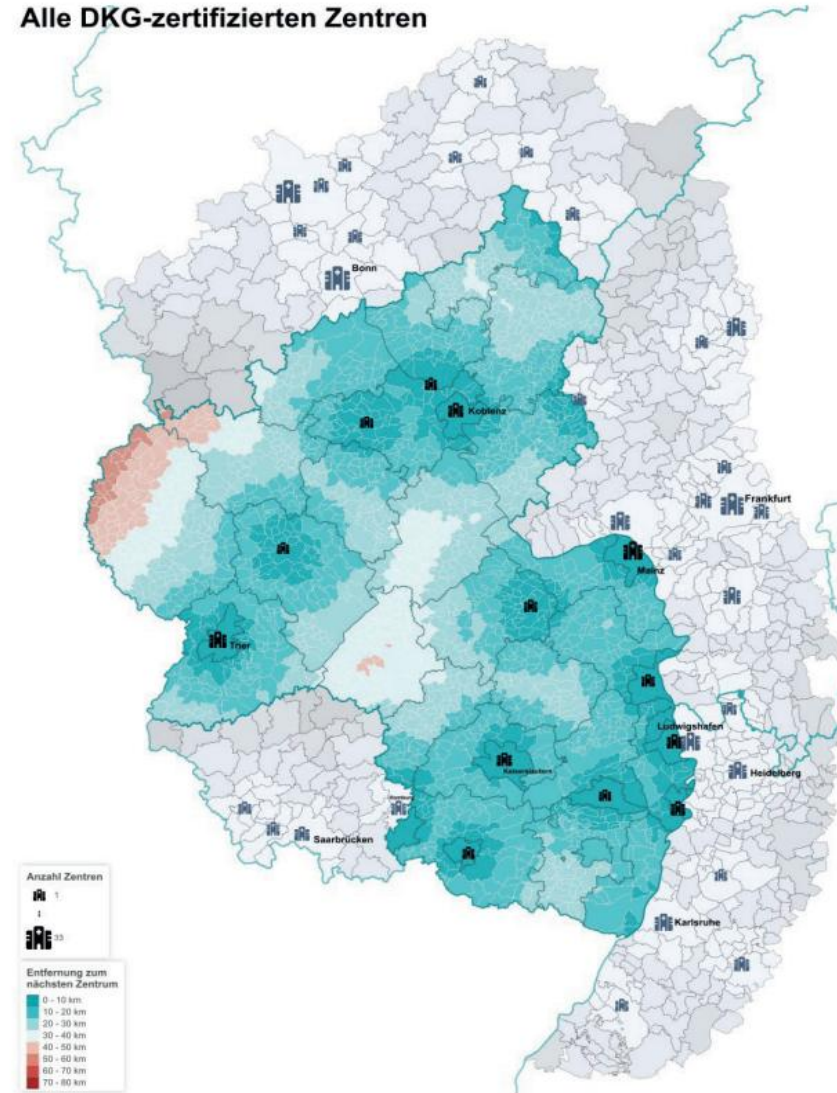 Alle DKG-zertifizierten Zentren
Bonn
Koblenz
Frankfurt
Mainz
Trier
Ludwigshafen
Kaiserslautern
Heidelberg
Homburg
Saarbrücken
Karlsruhe
Anzahl Zentren
1
33
Entfernung zum
nächsten Zentrum
0 - 10 km
10 - 20 km
20 - 30 km
30 - 40 km
40 - 50 km
50 - 60 km
60 - 70 km
70 - 80 km